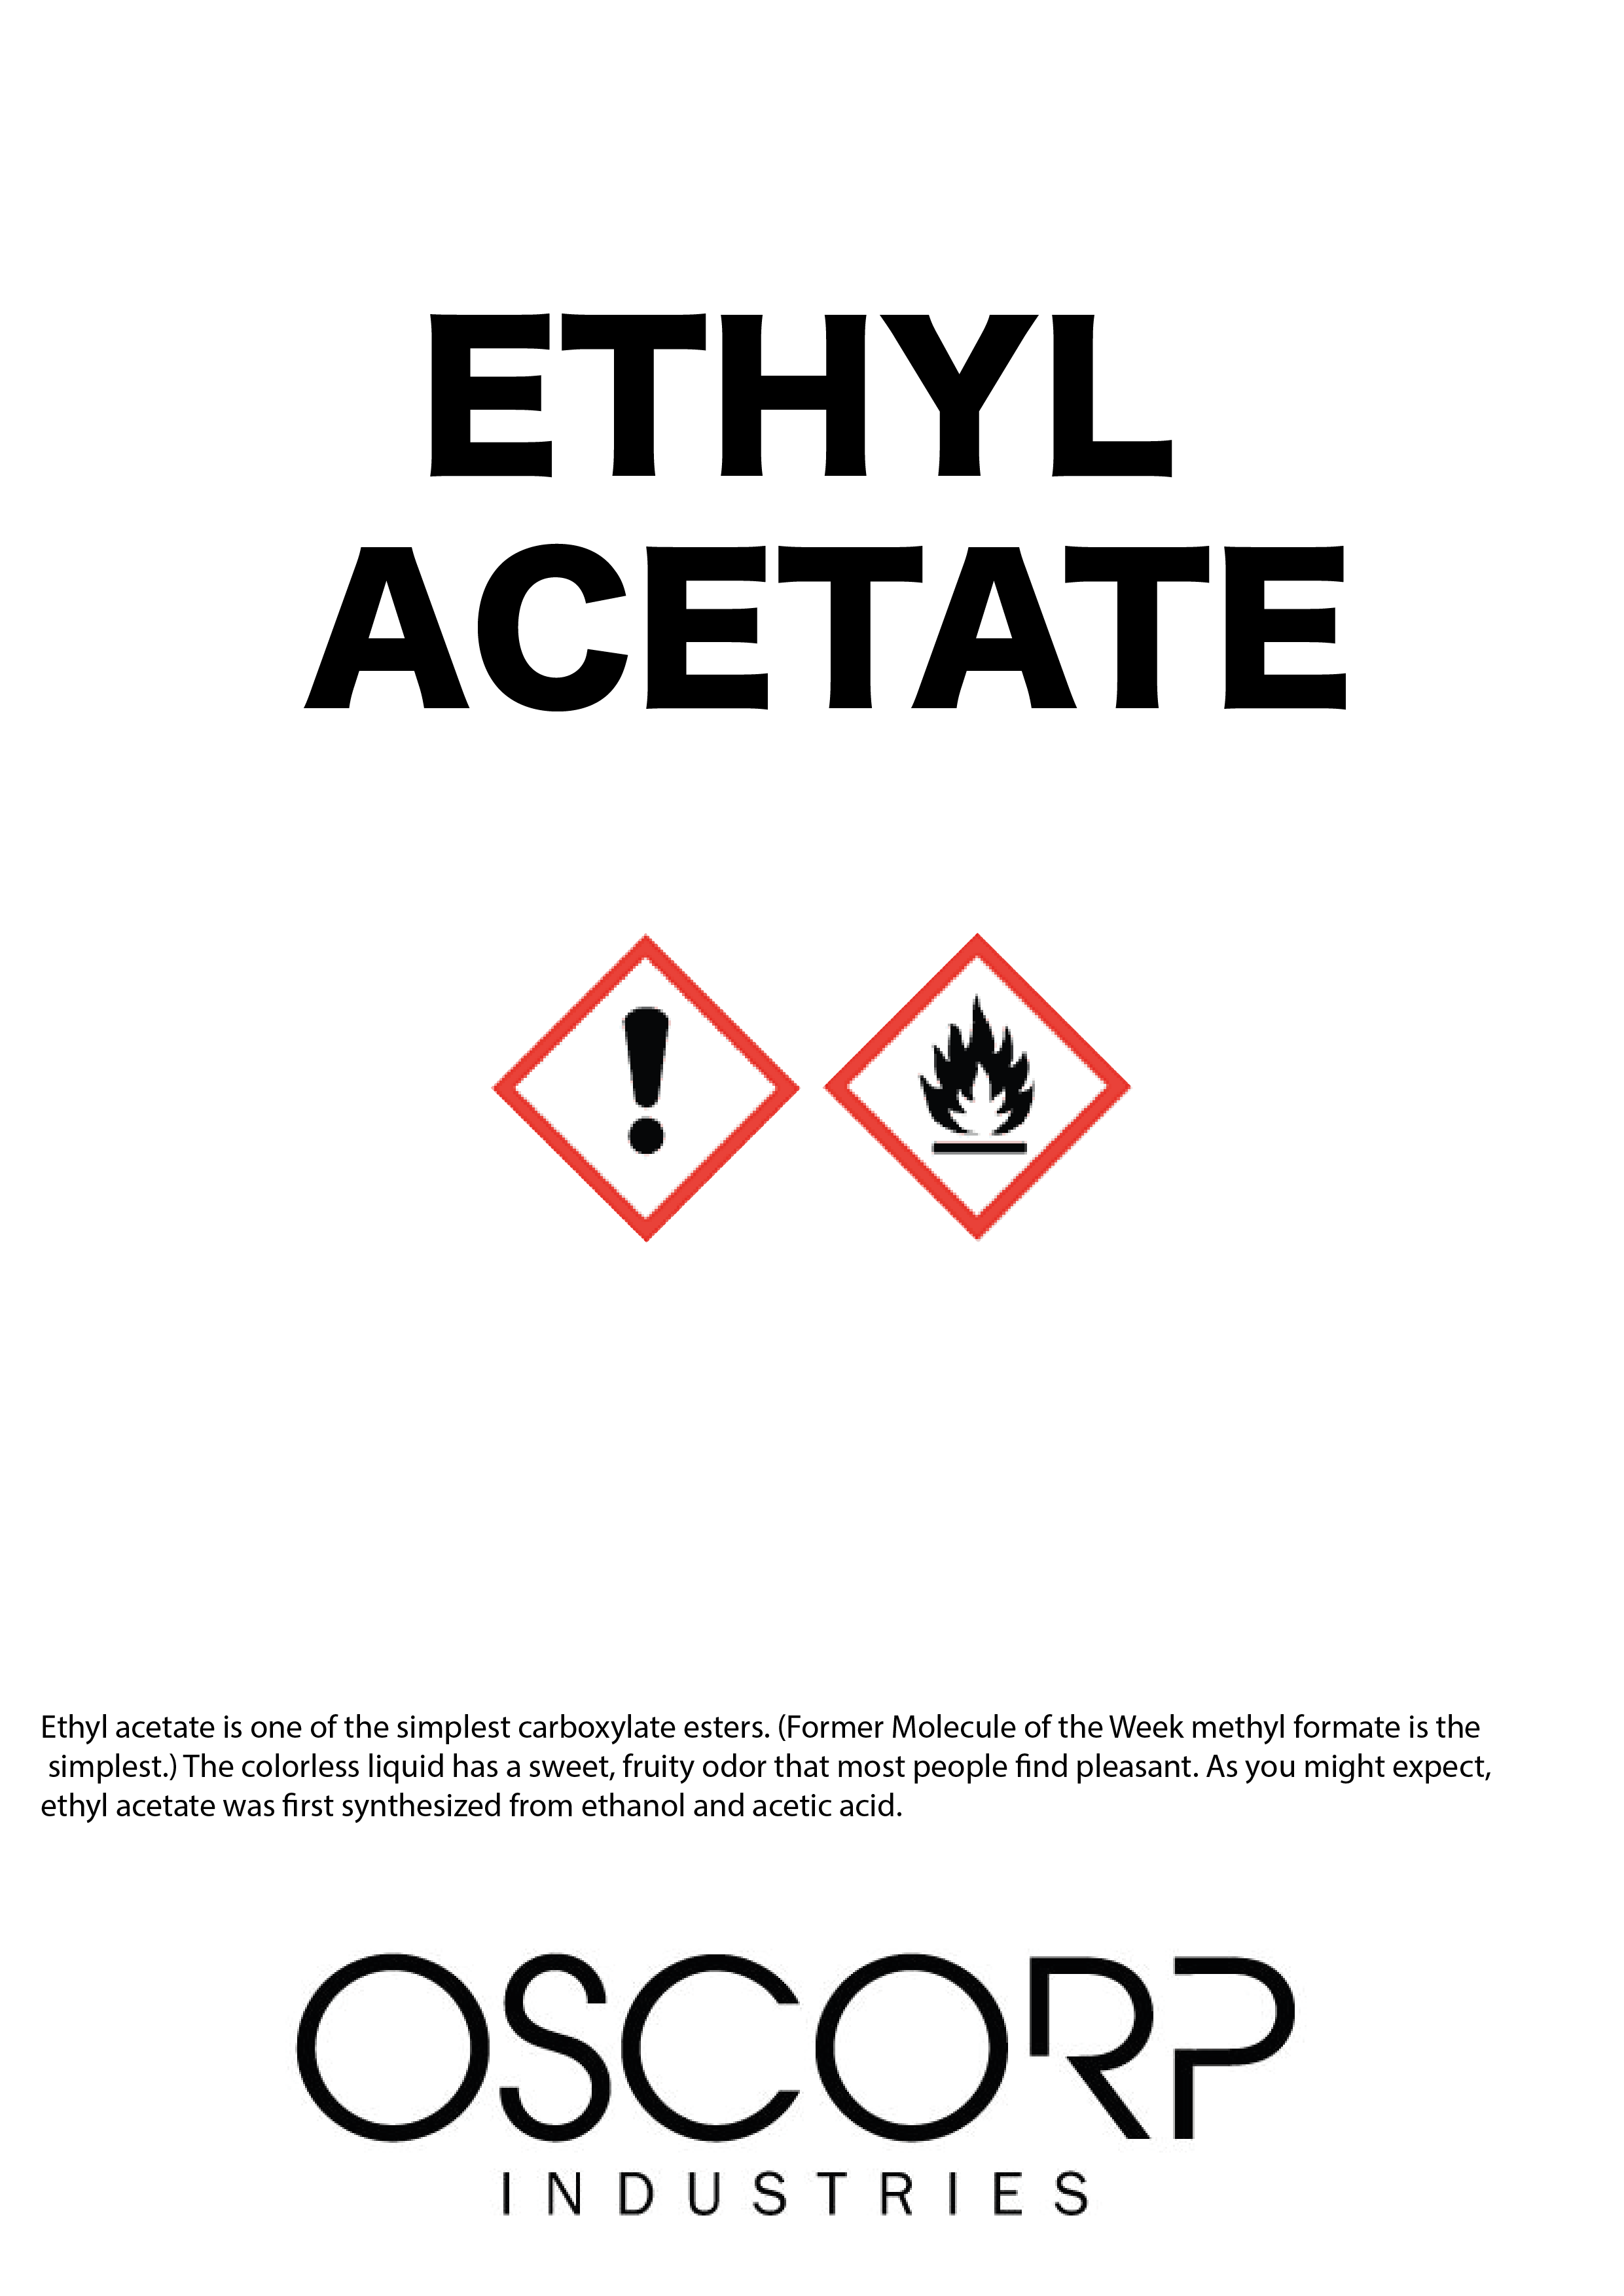 ETHYL
ACETATE
Ethyl acetate is one of the simplest carboxylate esters. (Former Molecule of the Week methyl formate is the
simplest.) The colorless liquid has a sweet, fruity odor that most people find pleasant. As you might expect,
ethyl acetate was first synthesized from ethanol and acetic acid.
OSCORP
INDUSTRIES